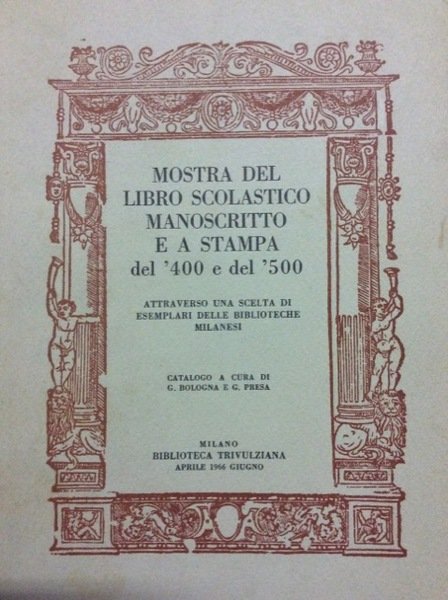 MOSTRA DEL
LIBRO SCOLASTICO
MANOSCRITTO
E A STAMPA
del '400 e del '500
ATTRAVERSO UNA SCELTA DI
ESEMPLARI DELLE BIBLIOTECHE
MILANESI
CATALOGO A CURA DI
G. BOLOGNA E G. PRESA
MILANO
BIBLIOTECA TRIVULZIANA
APRILE 1966 GIUGNO